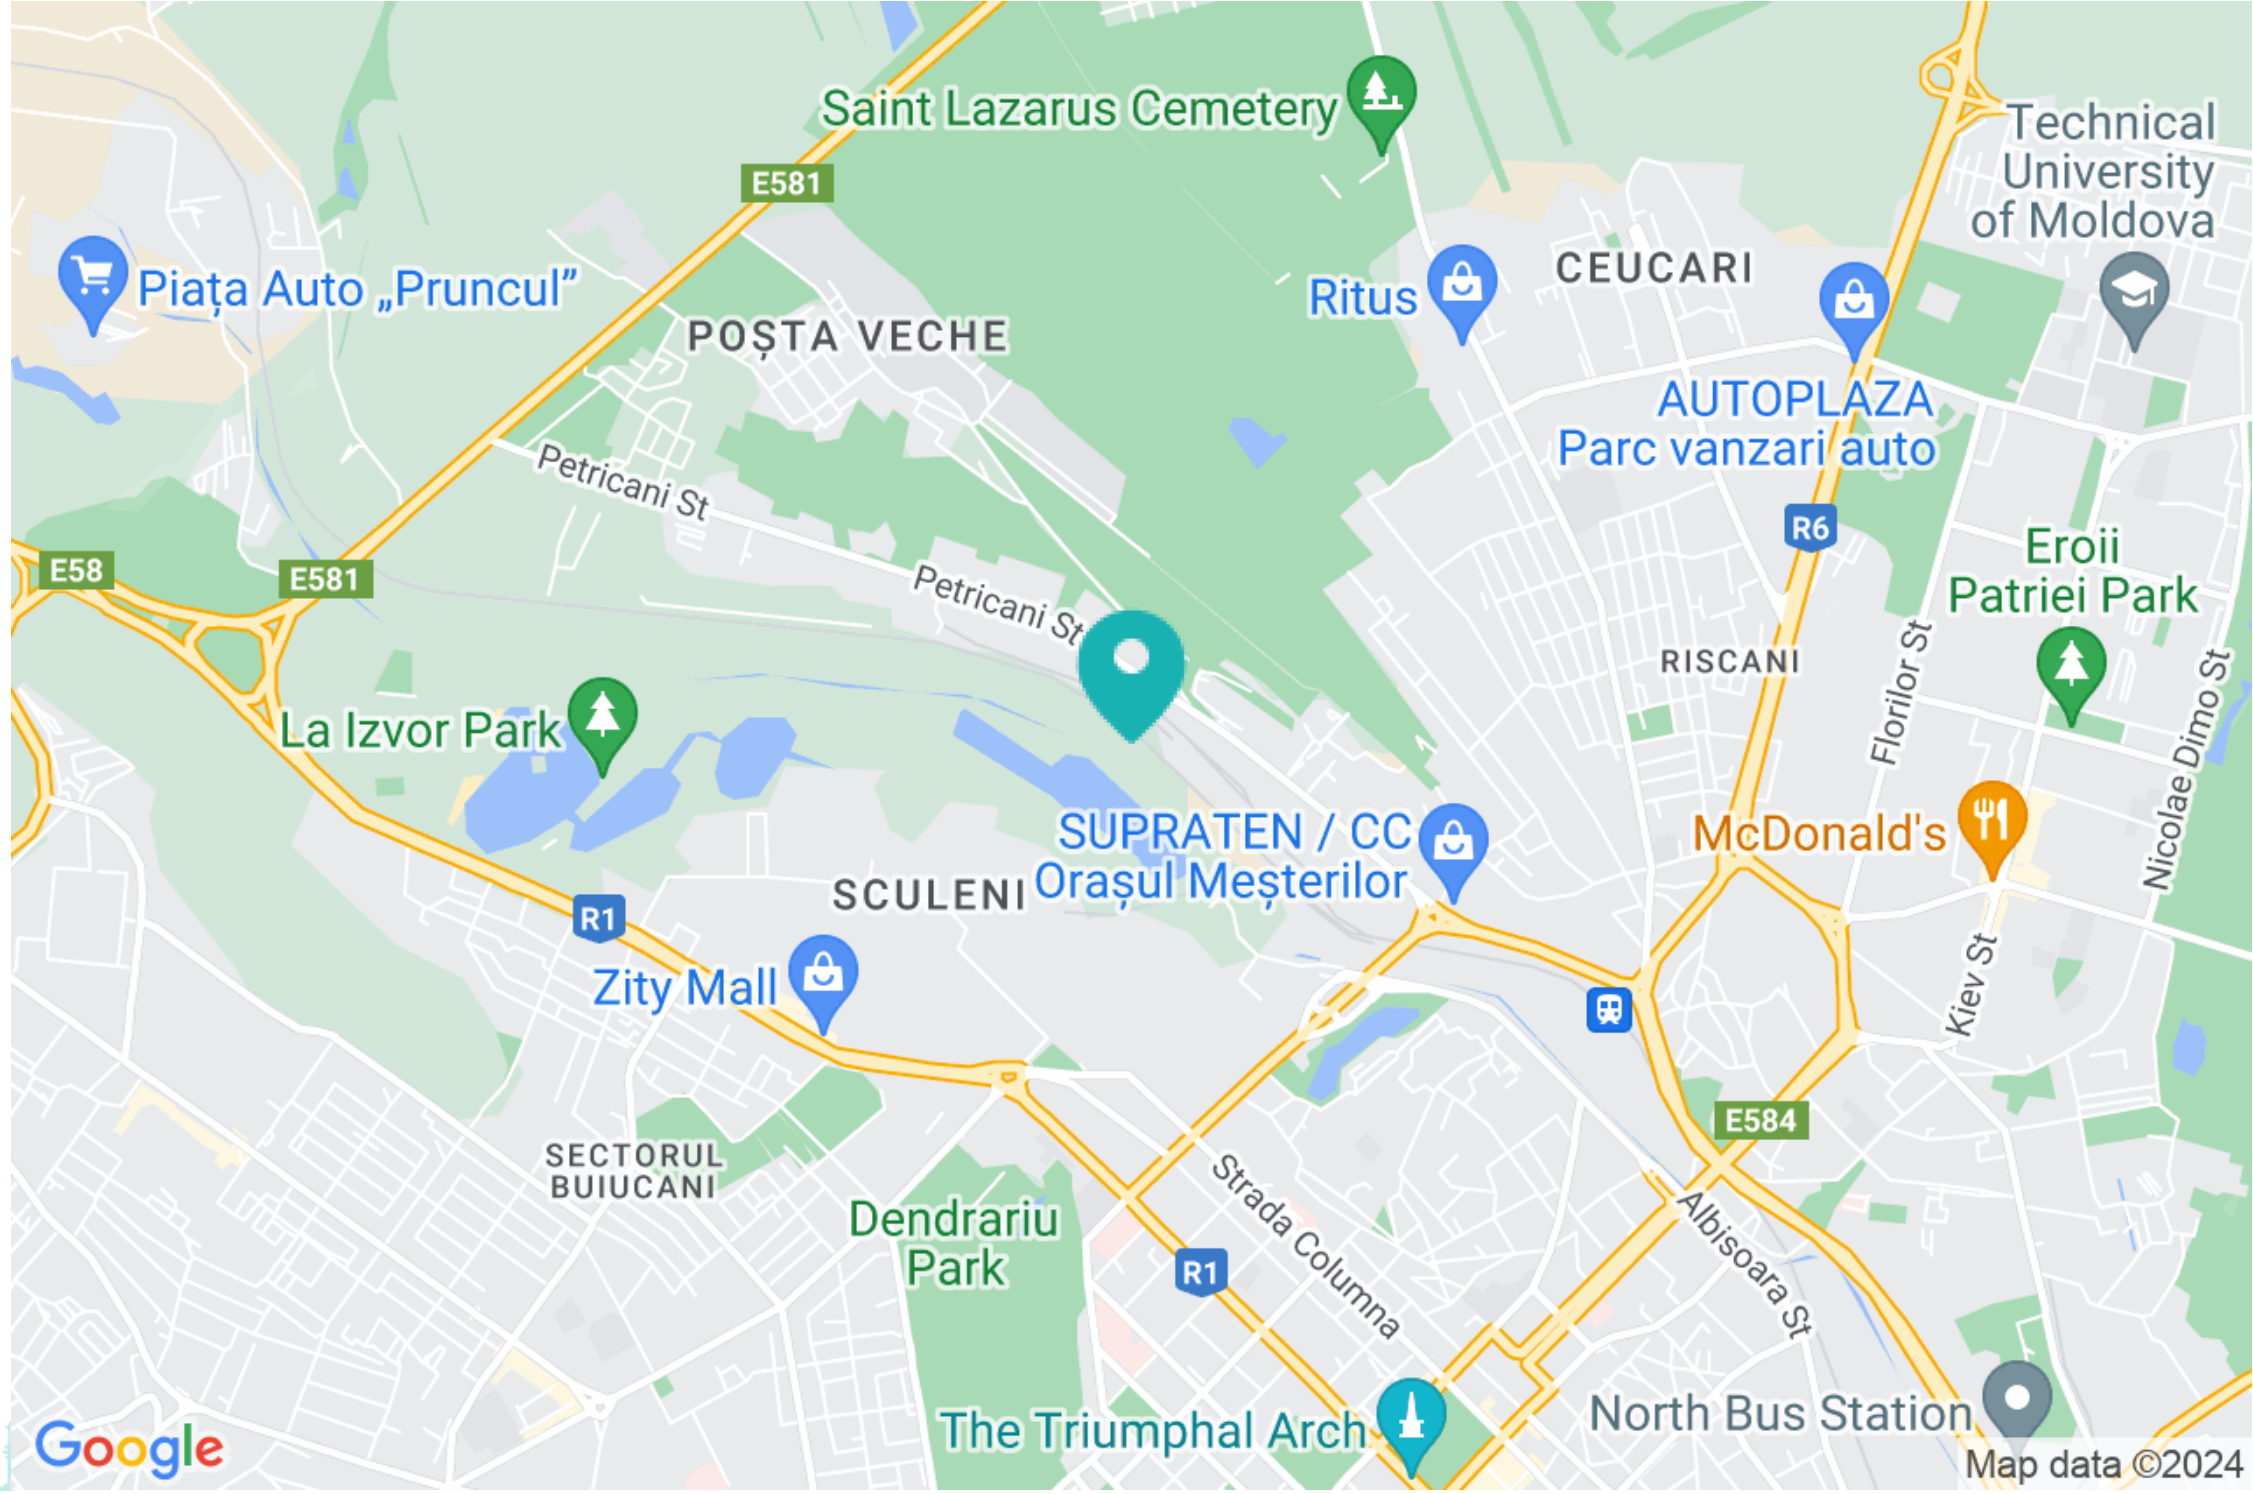 Saint Lazarus Cemetery
E581
Technical
University
of Moldova
Piața Auto „Pruncul”
POȘTA VECHE
Ritus
CEUCARI
AUTOPLAZA
Parc vanzari auto
Petricani St
R6
E58
E581
Petricani St
Eroii
Patriei Park
RISCANI
Florilor St
Nicolae Dimo St
La Izvor Park
SUPRATEN / CC
Orașul Meșterilor
McDonald's
SCULENI
R1
Zity Mall
Kiev St
E584
SECTORUL
BUIUCANI
Dendrariu
Park
Strada Columna
Albisoara St
R1
The Triumphal Arch
North Bus Station
Google
Map data ©2024